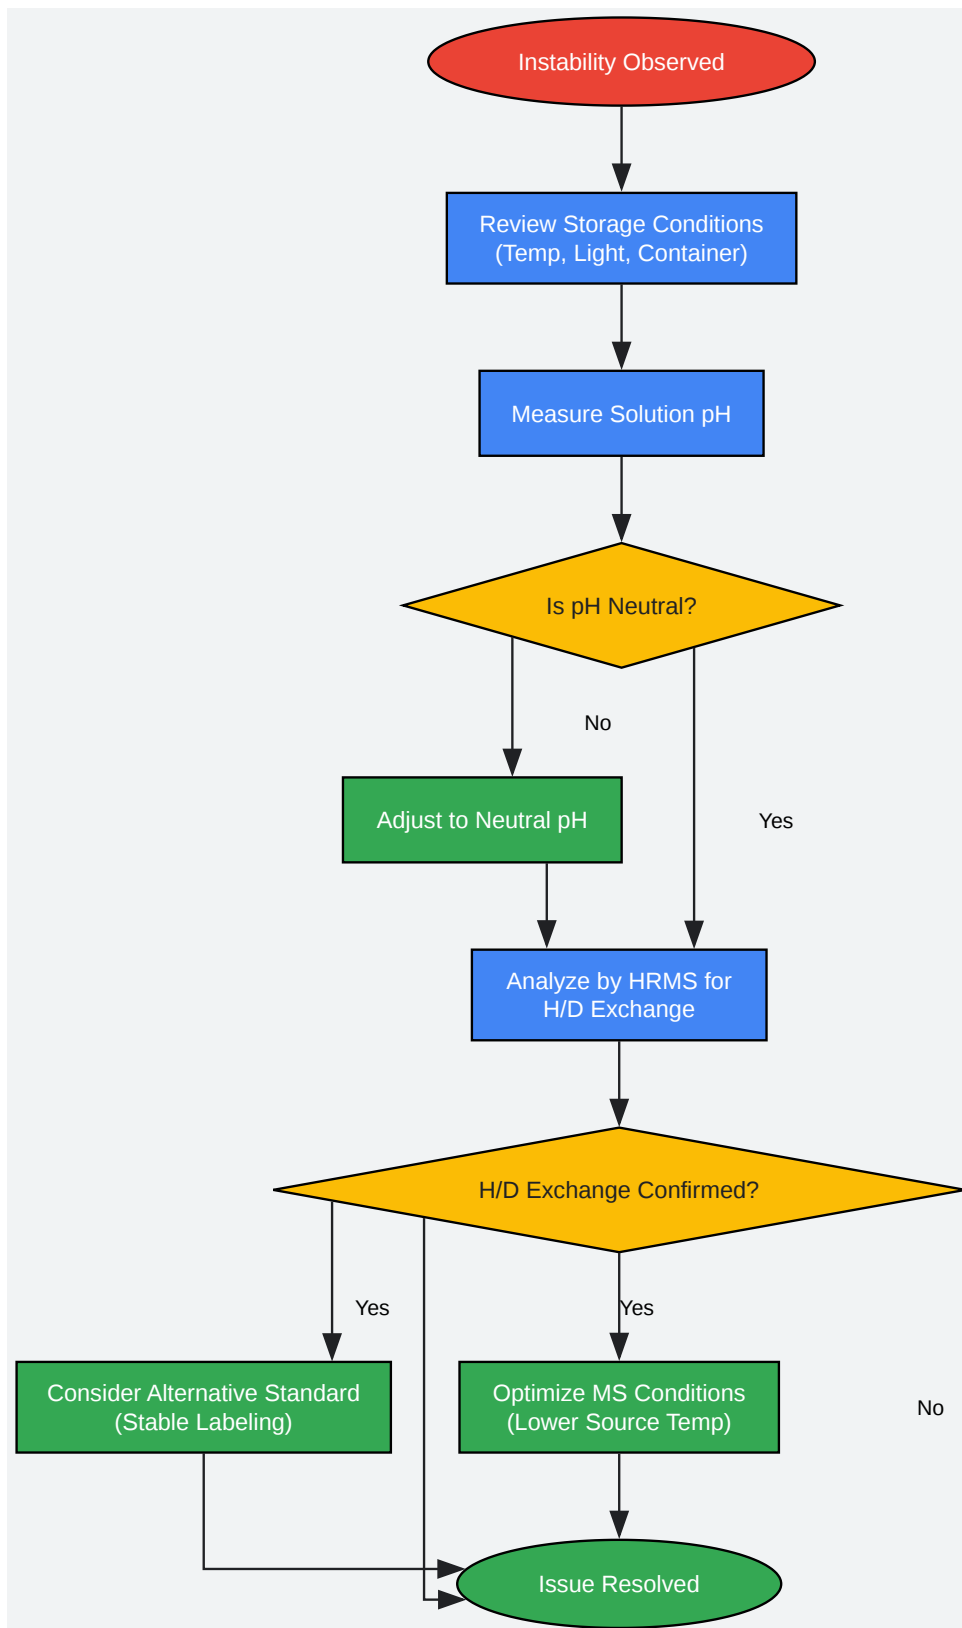 Instability Observed
Review Storage Conditions
(Temp, Light, Container)
Measure Solution pH
Is pH Neutral?
No
Adjust to Neutral pH
Yes
Analyze by HRMS for
H/D Exchange
H/D Exchange Confirmed?
Yes
Yes
Consider Alternative Standard
(Stable Labeling)
Optimize MS Conditions
(Lower Source Temp)
No
Issue Resolved